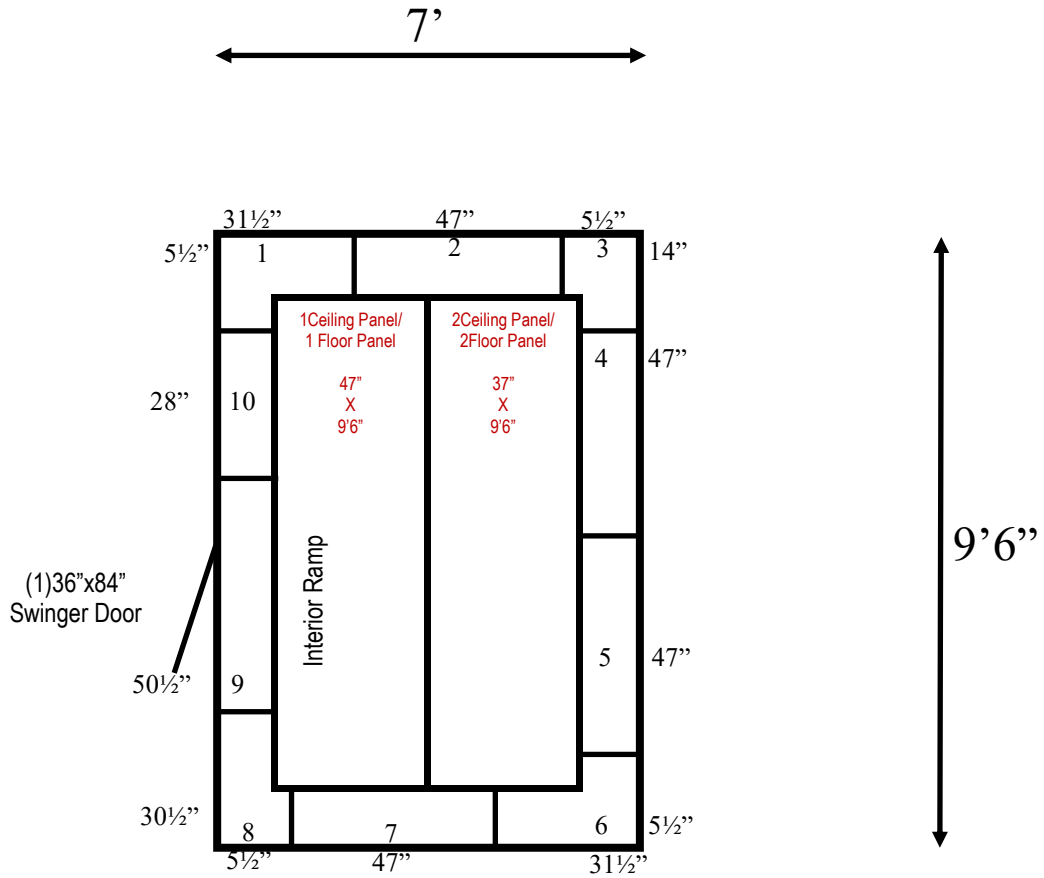 7’
31½” 47” 5½”
5½” 1 2 3 14”
1Ceiling Panel/
1 Floor Panel
47”
X
9’6”
2Ceiling Panel/
2Floor Panel
37”
X
9’6”
4 47”
28” 10
9’6”
Interior Ramp
(1)36”x84”
Swinger Door
50½” 9
5 47”
30½” 8 7 6 5½”
5½” 47” 31½”